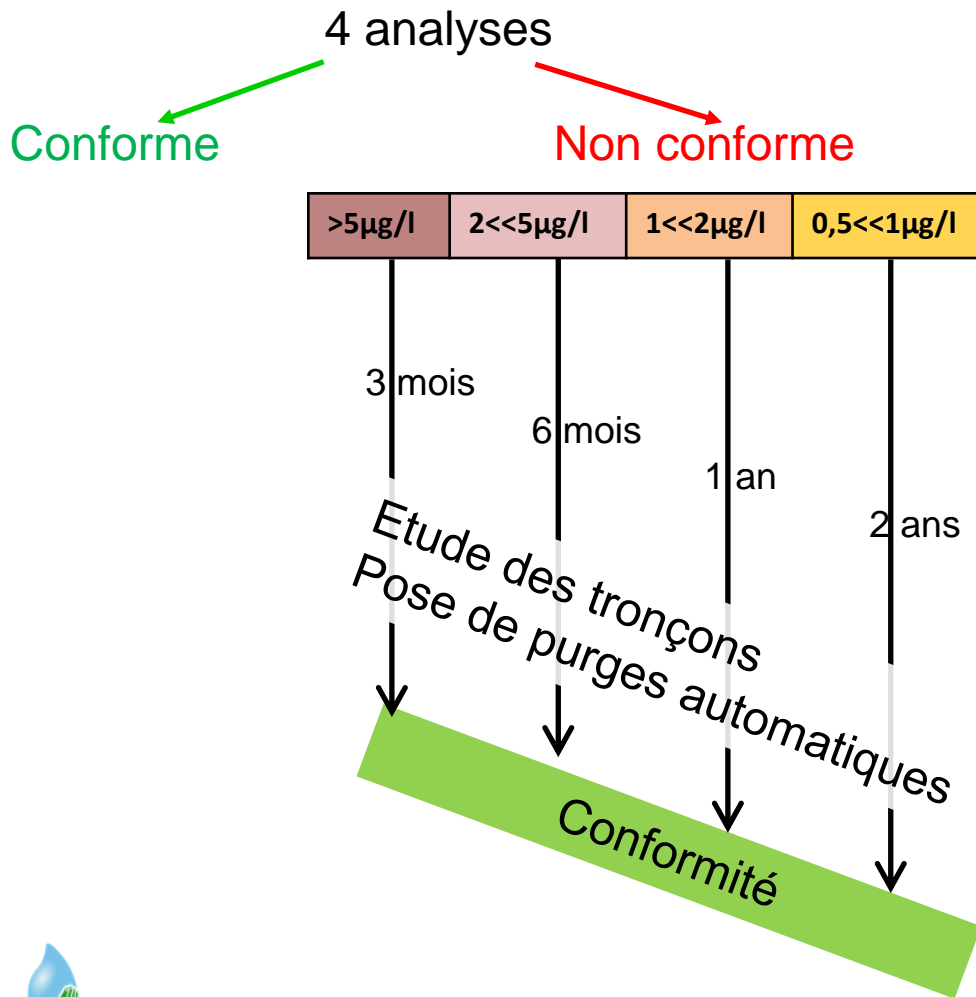 4 analyses
Conforme
Non conforme
>5µg/l
2<<5µg/l
1<<2µg/l
0,5<<1µg/l
3 mois
6 mois
1 an
2 ans
Etude des tronçons
Pose de purges automatiques
Conformité